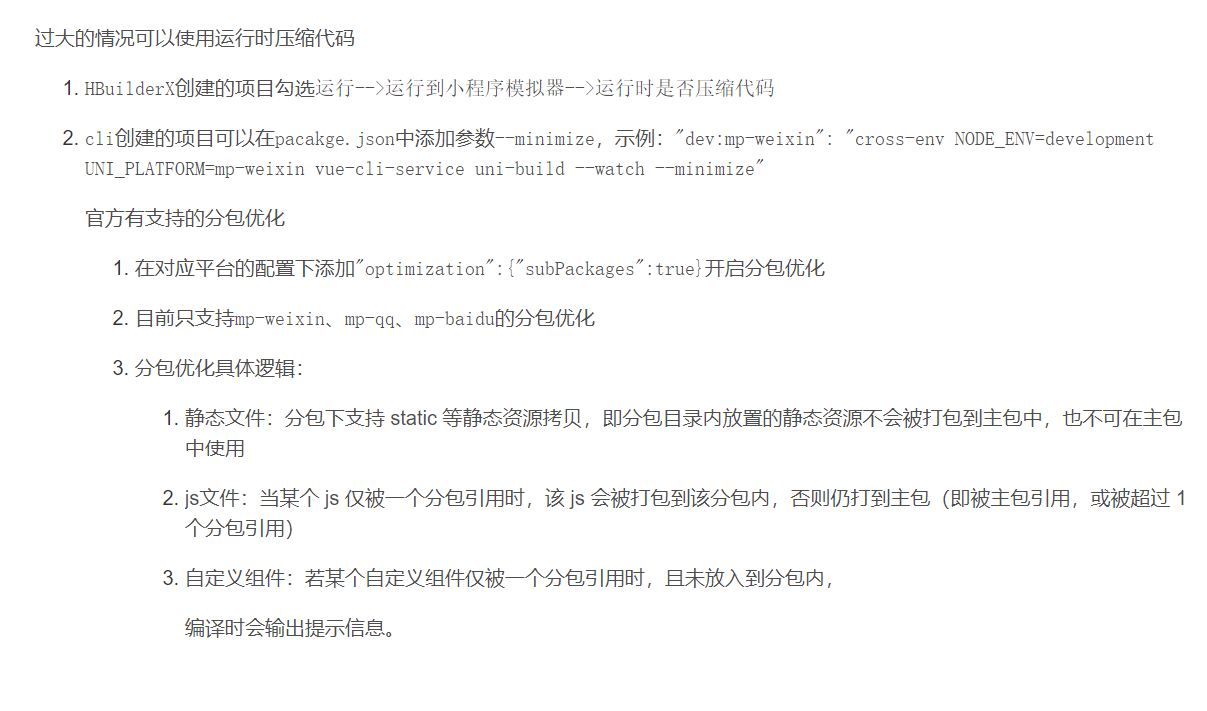 过大的情况可以使用运行时压缩代码
1. HBuilderX创建的项目勾选运行-->运行到小程序模拟器-->运行时是否压缩代码
2. cli创建的项目可以在pacakge.json中添加参数--minimize，示例："dev:mp-weixin": "cross-env NODE_ENV=development
UNI_PLATFORM=mp-weixin vue-cli-service uni-build --watch --minimize"
官方有支持的分包优化
1. 在对应平台的配置下添加"optimization":{"subPackages":true}开启分包优化
2. 目前只支持mp-weixin、mp-qq、mp-baidu的分包优化
3. 分包优化具体逻辑：
1. 静态文件：分包下支持 static 等静态资源拷贝，即分包目录内放置的静态资源不会被打包到主包中，也不可在主包
中使用
2. js文件：当某个 js 仅被一个分包引用时，该 js 会被打包到该分包内，否则仍打到主包（即被主包引用，或被超过 1
个分包引用）
3. 自定义组件：若某个自定义组件仅被一个分包引用时，且未放入到分包内，
编译时会输出提示信息。